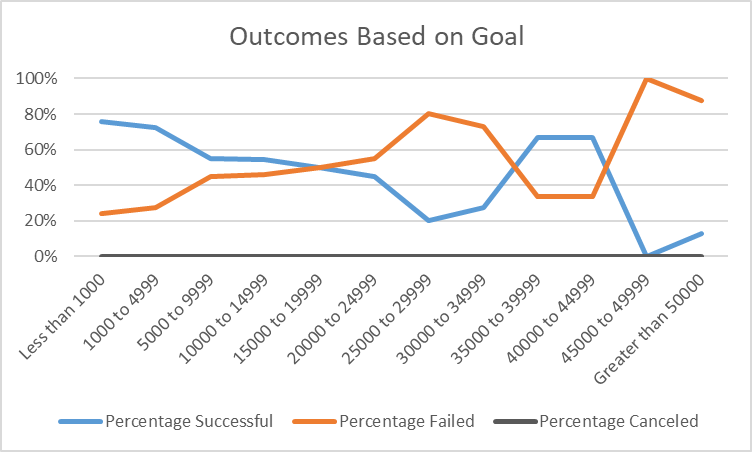 Outcomes Based on Goal
100%
80%
60%
40%
20%
0%
Less than 1000
1000 to 4999
5000 to 9999
10000 to 14999
15000 to 19999
20000 to 24999
25000 to 29999
30000 to 34999
35000 to 39999
40000 to 44999
45000 to 49999
Greater than 50000
Percentage Successful
Percentage Failed
Percentage Canceled